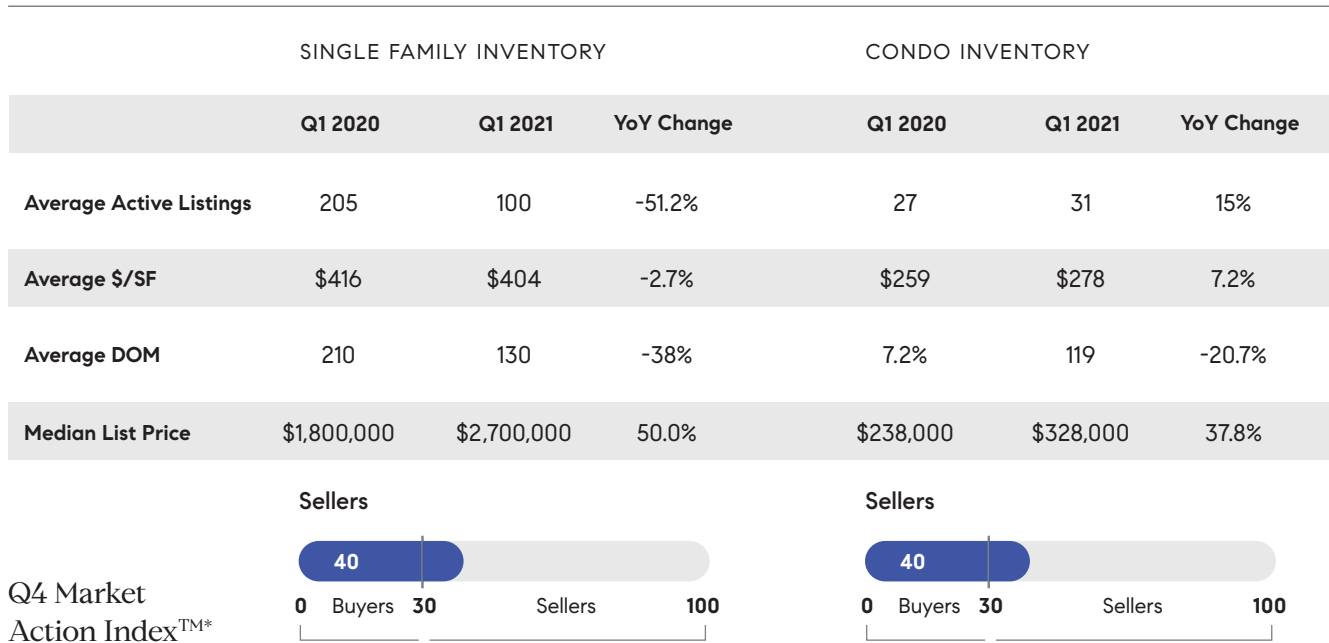 SINGLE FAMILY INVENTORY CONDO INVENTORY
Q1 2020 Q1 2021 YoY Change Q1 2020 Q1 2021 YoY Change
Average Active Listings 205 100 -51.2% 27 31 15%
Average $/SF $416 $404 -2.7% $259 $278 7.2%
Average DOM 210 130 -38% 7.2% 119 -20.7%
Median List Price $1,800,000 $2,700,000 50.0% $238,000 $328,000 37.8%
Sellers Sellers
40 40
Q4 Market
0 Buyers 30 Sellers 100 0 Buyers 30 Sellers 100
Action Index™*